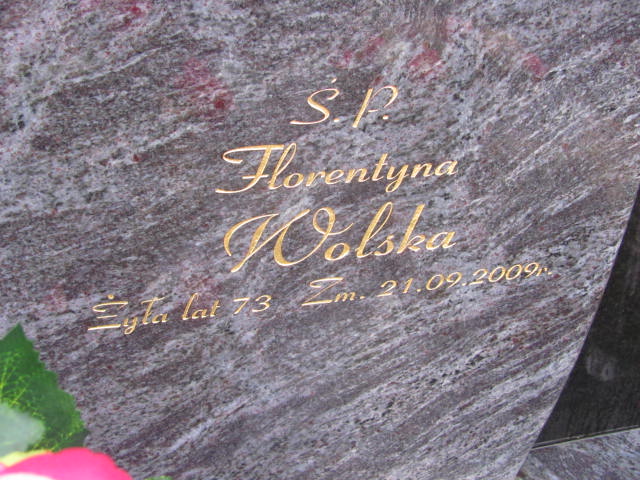 Ś.P.
Florentyna
Wolska
Żyła lat 73 Zm. 21.09.2009r.